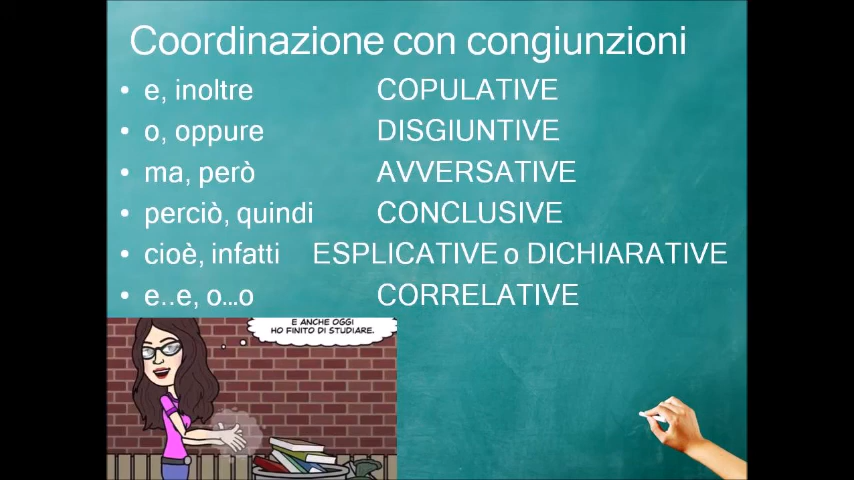 Coordinazione con congiunzioni
• e, inoltre COPULATIVE
• o, oppure DISGIUNTIVE
• ma, però AVVERSATIVE
• perciò, quindi CONCLUSIVE
• cioè, infatti ESPLICATIVE o DICHIARATIVE
• e..e, o...o CORRELATIVE
E ANCHE OGGI
HO FINITO DI STUDIARE.